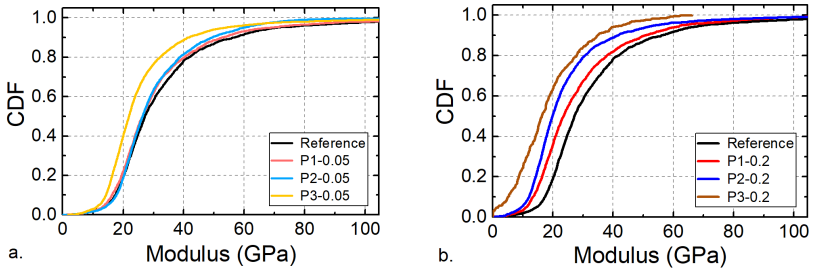 1.0
0.8
0.6
0.4
0.2
0.0
CDF
0 20 40 60 80 100
Modulus (GPa)
Reference
P1-0.05
P2-0.05
P3-0.05
a.
1.0
0.8
0.6
0.4
0.2
0.0
CDF
0 20 40 60 80 100
Modulus (GPa)
Reference
P1-0.2
P2-0.2
P3-0.2
b.